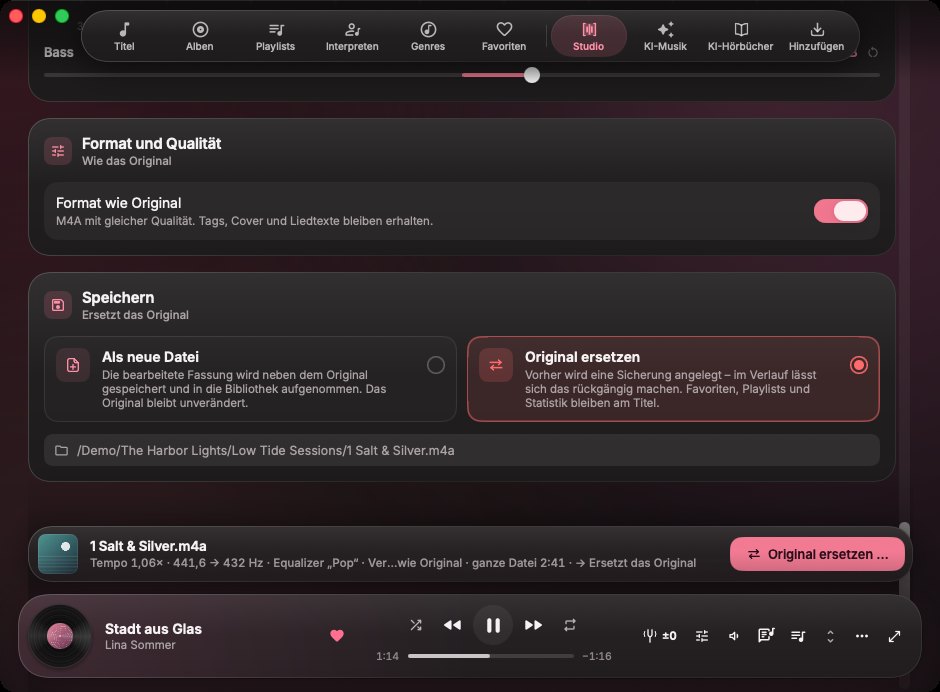 Titel
Alben
Playlists
Interpreten
Genres
Favoriten
Studio
KI-Musik
KI-Hörbücher
Hinzufügen
Bass
Format und Qualität
Wie das Original
Format wie Original
M4A mit gleicher Qualität. Tags, Cover und Liedtexte bleiben erhalten.
Speichern
Ersetzt das Original
Als neue Datei
Die bearbeitete Fassung wird neben dem Original
gespeichert und in die Bibliothek aufgenommen. Das
Original bleibt unverändert.
Original ersetzen
Vorher wird eine Sicherung angelegt – im Verlauf lässt
sich das rückgängig machen. Favoriten, Playlists und
Statistik bleiben am Titel.
/Demo/The Harbor Lights/Low Tide Sessions/1 Salt & Silver.m4a
1 Salt & Silver.m4a
Tempo 1,06× · 441,6 → 432 Hz · Equalizer „Pop“ · Ver...wie Original · ganze Datei 2:41 · → Ersetzt das Original
Original ersetzen ...
Stadt aus Glas
Lina Sommer
1:14
−1:16
±0